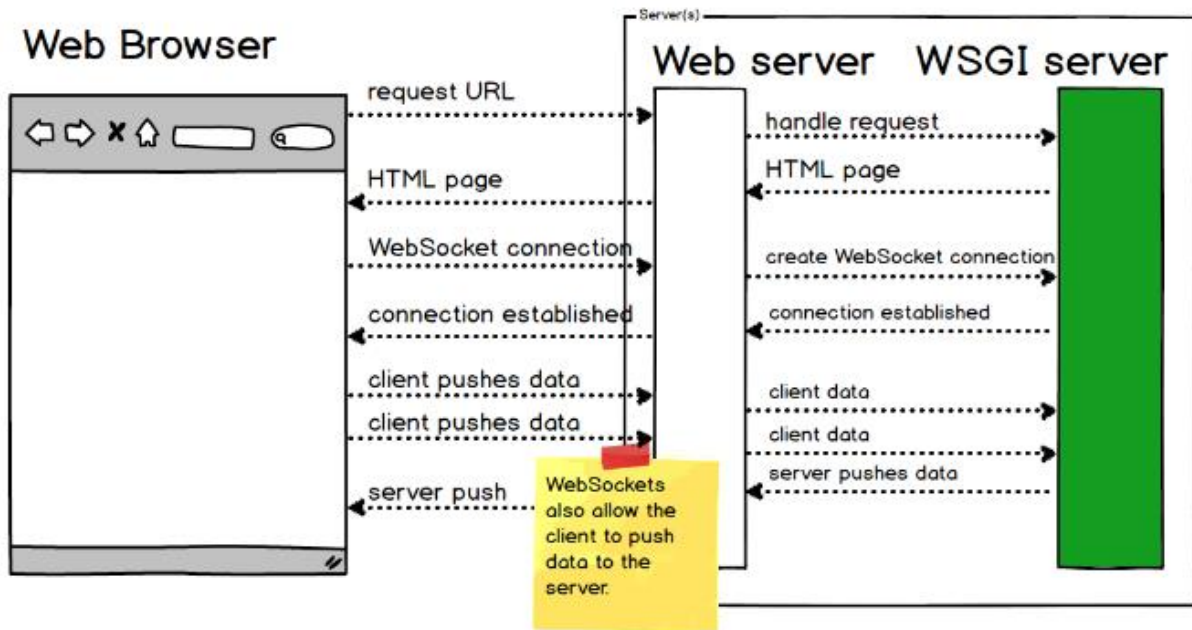 Server(s)
Web Browser
Web server
WSGI server
request URL
handle request
HTML page
HTML page
WebSocket connection
create WebSocket connection
connection established
connection established
client pushes data
client data
client pushes data
client data
server pushes data
server push
WebSockets
also allow the
client to push
data to the
server.